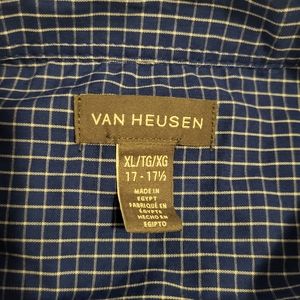 VAN HEUSEN
XL/TG/XG
17 - 17½
MADE IN
EGYPT
FABRIQUÉ EN
ÉGYPTE
HECHO EN
EGIPTO